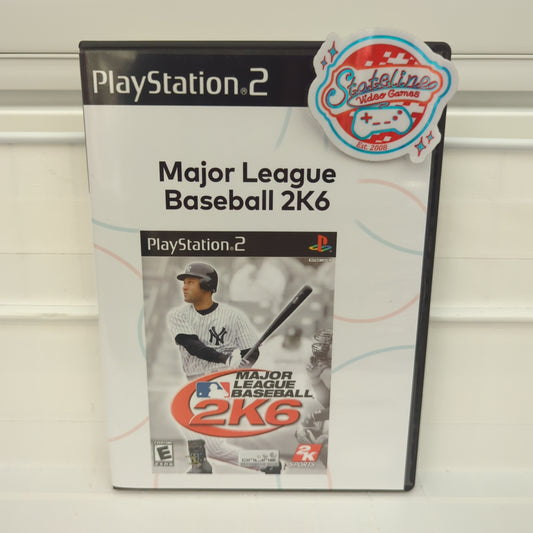 PlayStation®2
Stateline
Video Games
Est. 2008
Major League
Baseball 2K6
PlayStation®2
NY
MAJOR
LEAGUE
BASEBALL
2K6
E
ONLINE
2K
SPORTS